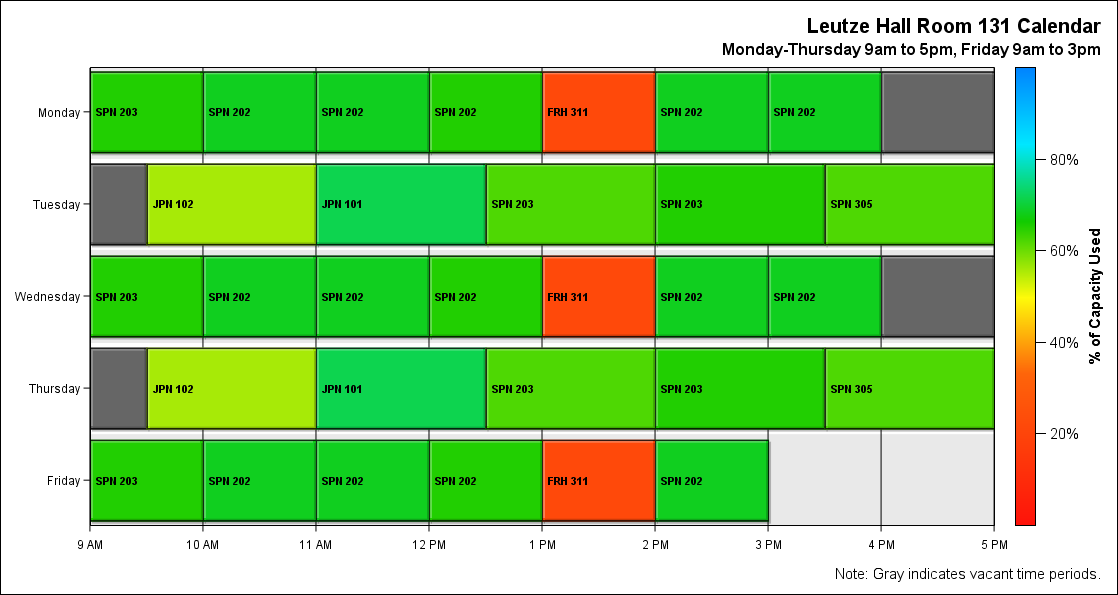 Leutze Hall Room 131 Calendar
Monday-Thursday 9am to 5pm, Friday 9am to 3pm
Monday
SPN 203 SPN 202 SPN 202 SPN 202 FRH 311 SPN 202 SPN 202
Tuesday
JPN 102 JPN 101 SPN 203 SPN 203 SPN 305
Wednesday
SPN 203 SPN 202 SPN 202 SPN 202 FRH 311 SPN 202 SPN 202
Thursday
JPN 102 JPN 101 SPN 203 SPN 203 SPN 305
Friday
SPN 203 SPN 202 SPN 202 SPN 202 FRH 311 SPN 202
9 AM 10 AM 11 AM 12 PM 1 PM 2 PM 3 PM 4 PM 5 PM
80%
60%
40%
20%
% of Capacity Used
Note: Gray indicates vacant time periods.